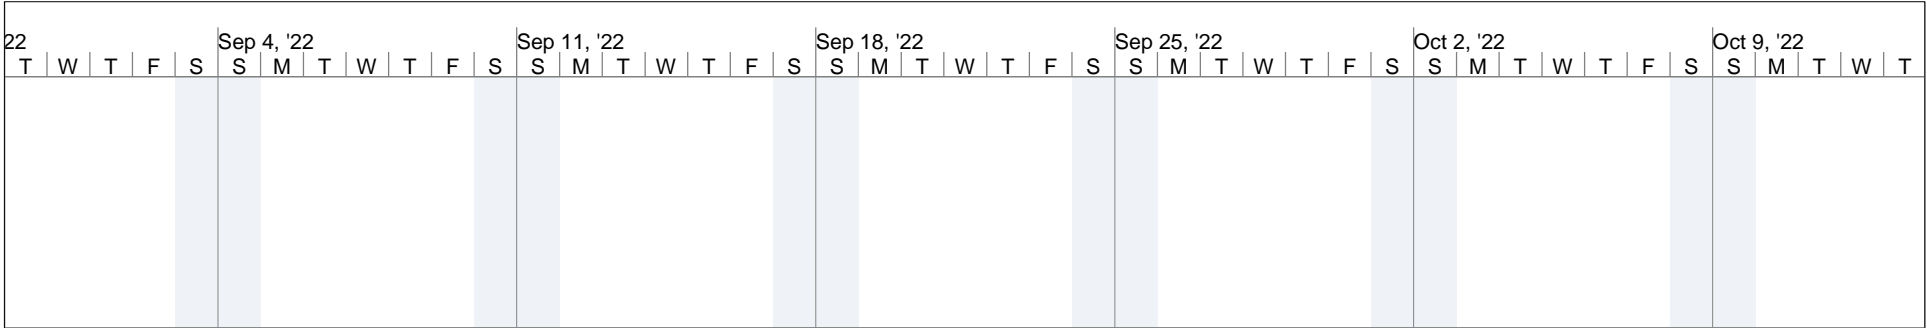 22 Sep 4, '22 Sep 11, '22 Sep 18, '22 Sep 25, '22 Oct 2, '22 Oct 9, '22
T W T F S S M T W T F S S M T W T F S S M T W T F S S M T W T F S S M T W T F S S M T W T